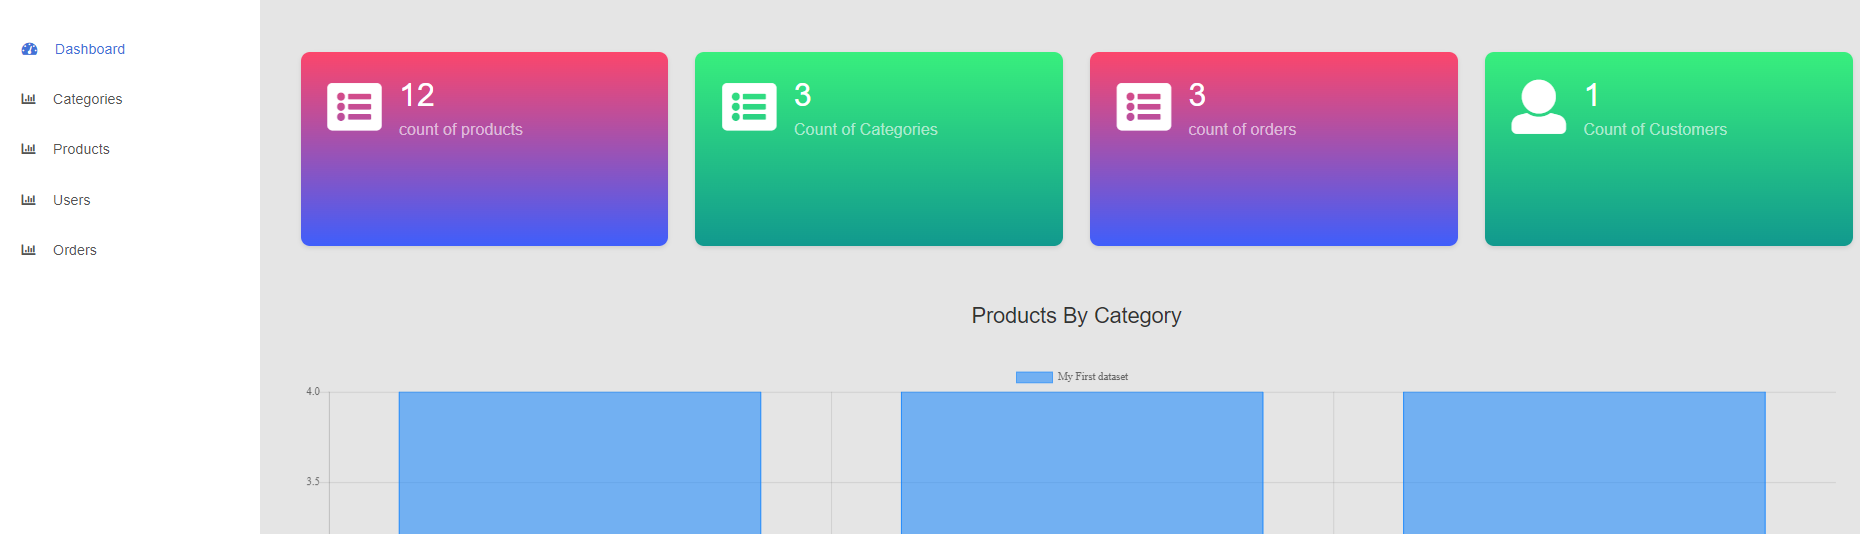 Dashboard
Categories
Products
Users
Orders
12
count of products
3
Count of Categories
3
count of orders
1
Count of Customers
Products By Category
My First dataset
4.0
3.5